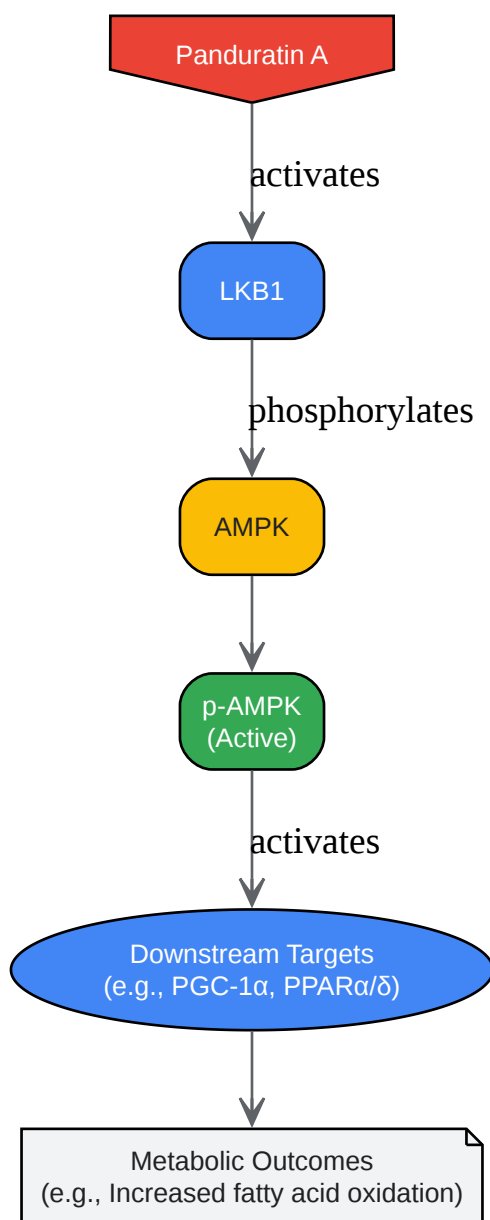 Panduratin A
activates
LKB1
phosphorylates
AMPK
p-AMPK
(Active)
activates
Downstream Targets
(e.g., PGC-1α, PPARα/δ)
Metabolic Outcomes
(e.g., Increased fatty acid oxidation)